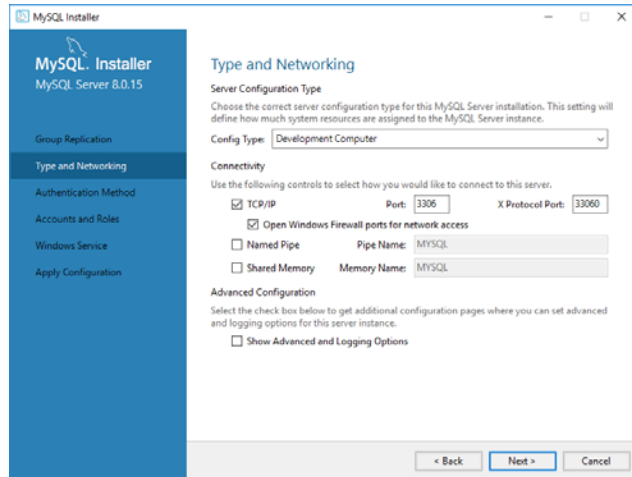 MySQL Installer
MySQL. Installer
MySQL Server 8.0.15
Group Replication
Type and Networking
Authentication Method
Accounts and Roles
Windows Service
Apply Configuration
Type and Networking
Server Configuration Type
Choose the correct server configuration type for this MySQL Server installation. This setting will
define how much system resources are assigned to the MySQL Server instance.
Config Type: Development Computer
Connectivity
Use the following controls to select how you would like to connect to this server.
TCP/IP Port: 3306 X Protocol Port: 33060
Open Windows Firewall ports for network access
Named Pipe Pipe Name: MYSQL
Shared Memory Memory Name: MYSQL
Advanced Configuration
Select the check box below to get additional configuration pages where you can set advanced
and logging options for this server instance.
Show Advanced and Logging Options
< Back Next > Cancel